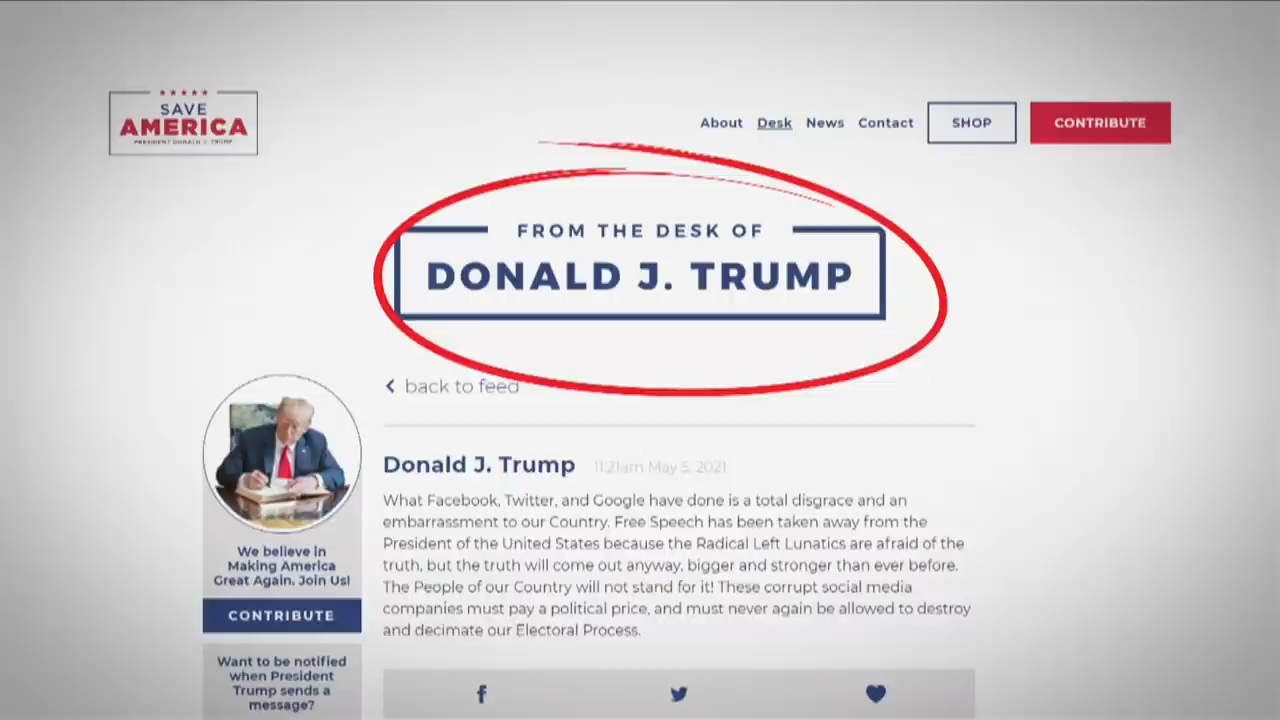 SAVE
AMERICA
PRESIDENT DONALD J. TRUMP
About Desk News Contact SHOP CONTRIBUTE
FROM THE DESK OF
DONALD J. TRUMP
back to feed
Donald J. Trump 11:21am May 5, 2021
What Facebook, Twitter, and Google have done is a total disgrace and an
embarrassment to our Country. Free Speech has been taken away from the
President of the United States because the Radical Left Lunatics are afraid of the
truth, but the truth will come out anyway, bigger and stronger than ever before.
The People of our Country will not stand for it! These corrupt social media
companies must pay a political price, and must never again be allowed to destroy
and decimate our Electoral Process.
We believe in
Making America
Great Again. Join Us!
CONTRIBUTE
Want to be notified
when President
Trump sends a
message?